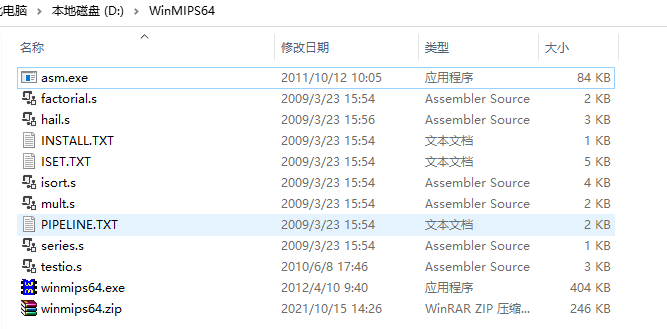 此电脑 > 本地磁盘 (D:) > WinMIPS64
名称 修改日期 类型 大小
asm.exe 2011/10/12 10:05 应用程序 84 KB
factorial.s 2009/3/23 15:54 Assembler Source 2 KB
hail.s 2009/3/23 15:56 Assembler Source 3 KB
INSTALL.TXT 2009/3/23 15:54 文本文档 1 KB
ISET.TXT 2009/3/23 15:54 文本文档 5 KB
isort.s 2009/3/23 15:54 Assembler Source 4 KB
mult.s 2009/3/23 15:54 Assembler Source 2 KB
PIPELINE.TXT 2009/3/23 15:54 文本文档 2 KB
series.s 2009/3/23 15:54 Assembler Source 2 KB
testio.s 2010/6/8 17:46 Assembler Source 3 KB
winmips64.exe 2012/4/10 9:40 应用程序 404 KB
winmips64.zip 2021/10/15 14:26 WinRAR ZIP 压缩... 246 KB